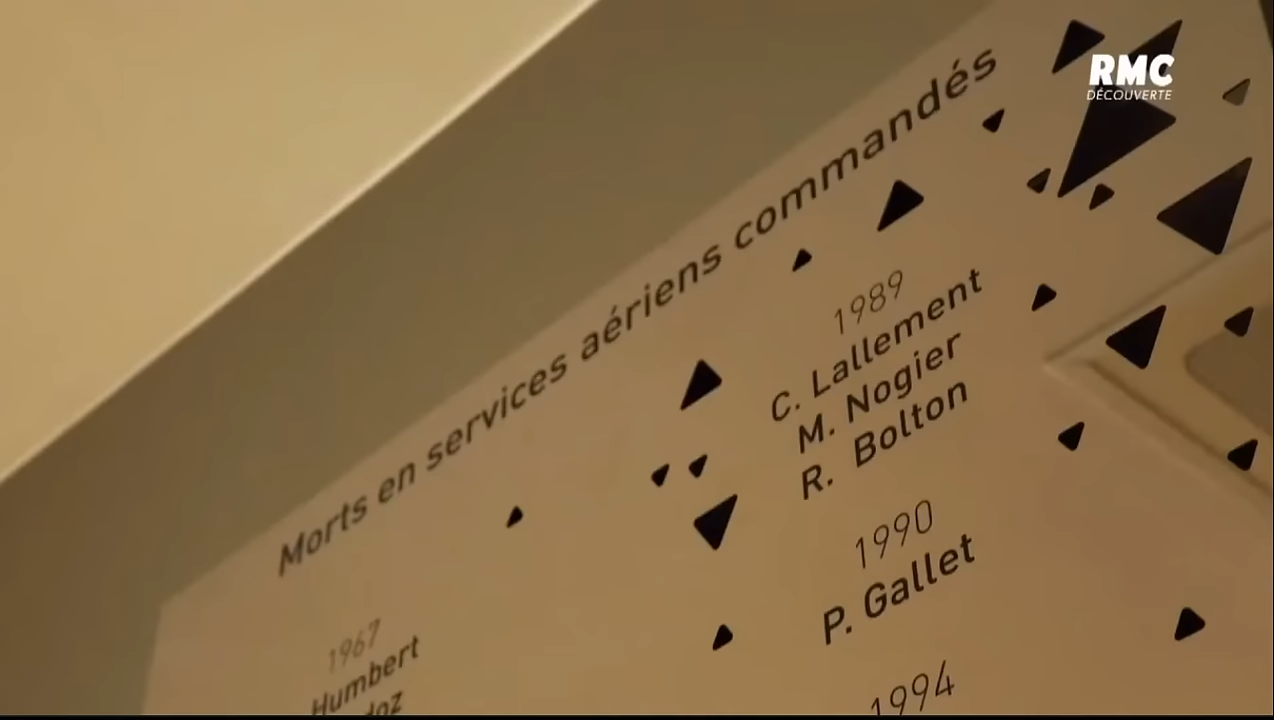 RMC
DÉCOUVERTE
Morts en services aériens commandés
1967
Humbert
1989
C. Lallement
M. Nogier
R. Bolton
1990
P. Gallet
1994